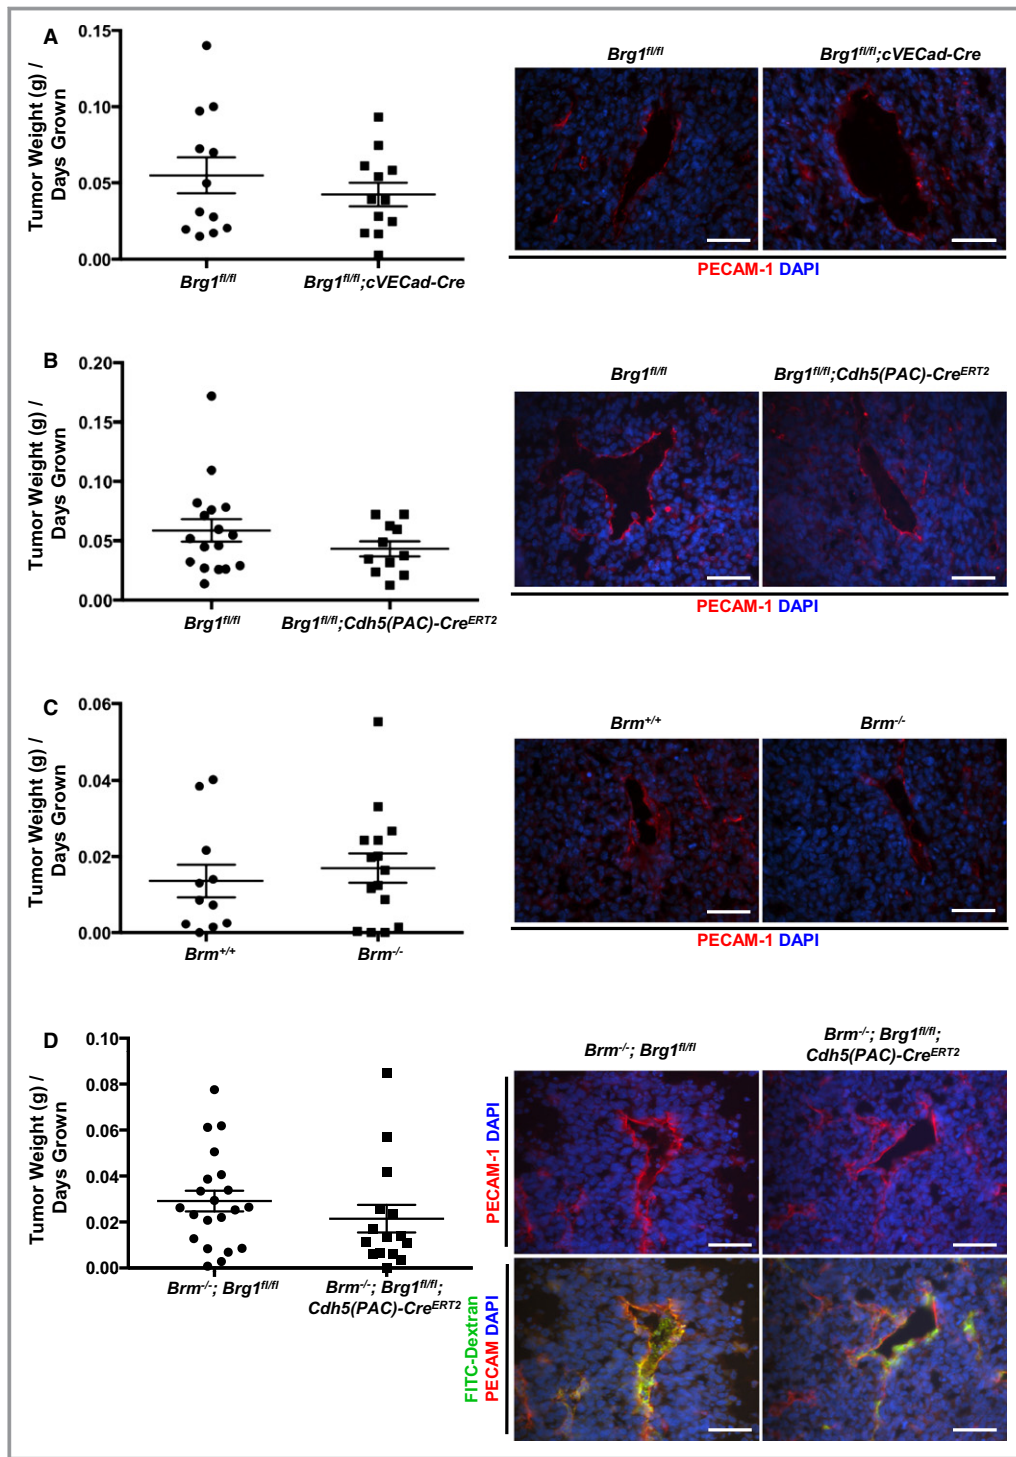 A
Tumor Weight (g) /
Days Grown
0.15
0.10
0.05
0.00
Brg1fl/fl
Brg1fl/fl;cVECad-Cre
Brg1fl/fl
Brg1fl/fl;cVECad-Cre
PECAM-1 DAPI
B
Tumor Weight (g) /
Days Grown
0.20
0.15
0.10
0.05
0.00
Brg1fl/fl
Brg1fl/fl;Cdh5(PAC)-CreERT2
Brg1fl/fl
Brg1fl/fl;Cdh5(PAC)-CreERT2
PECAM-1 DAPI
C
Tumor Weight (g) /
Days Grown
0.06
0.04
0.02
0.00
Brm+/+
Brm-/-
Brm+/+
Brm-/-
PECAM-1 DAPI
D
Tumor Weight (g) /
Days Grown
0.10
0.08
0.06
0.04
0.02
0.00
Brm-/-; Brg1fl/fl
Brm-/-; Brg1fl/fl;
Cdh5(PAC)-CreERT2
Brm-/-; Brg1fl/fl
Brm-/-; Brg1fl/fl;
Cdh5(PAC)-CreERT2
PECAM-1 DAPI
FITC-Dextran
PECAM DAPI